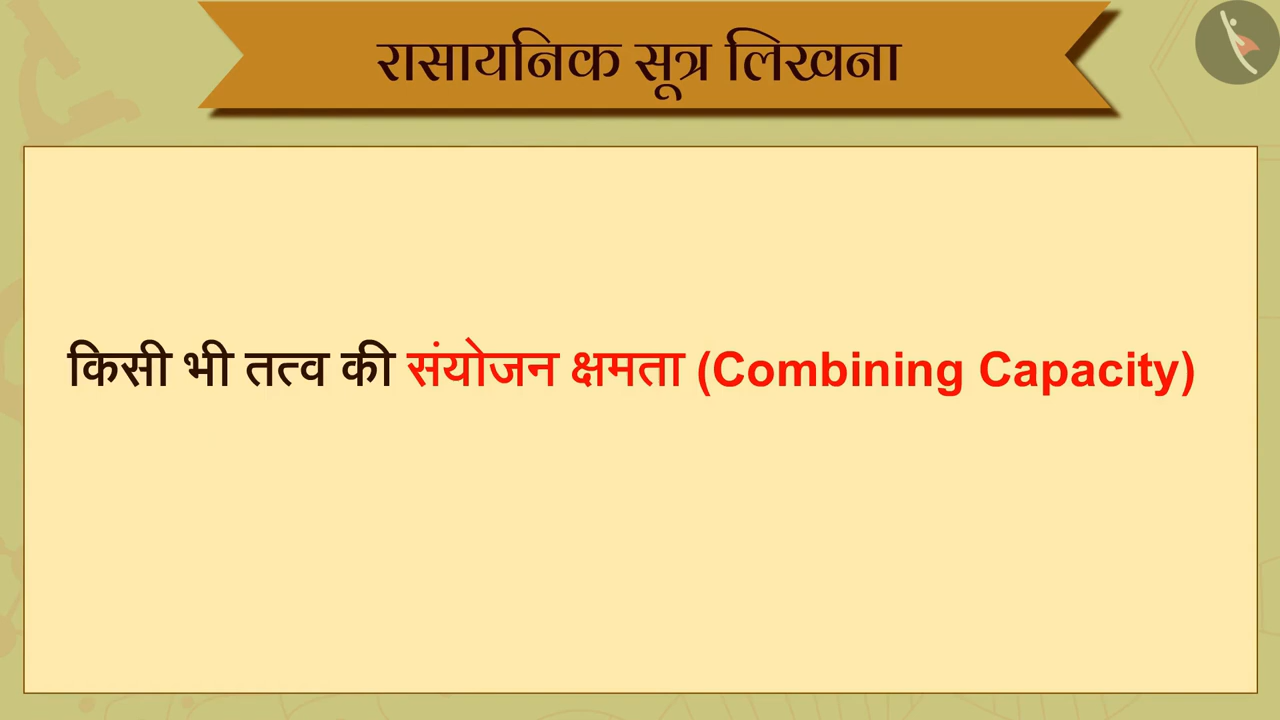 रासायनिक सूत्र लिखना
किसी भी तत्व की संयोजन क्षमता (Combining Capacity)